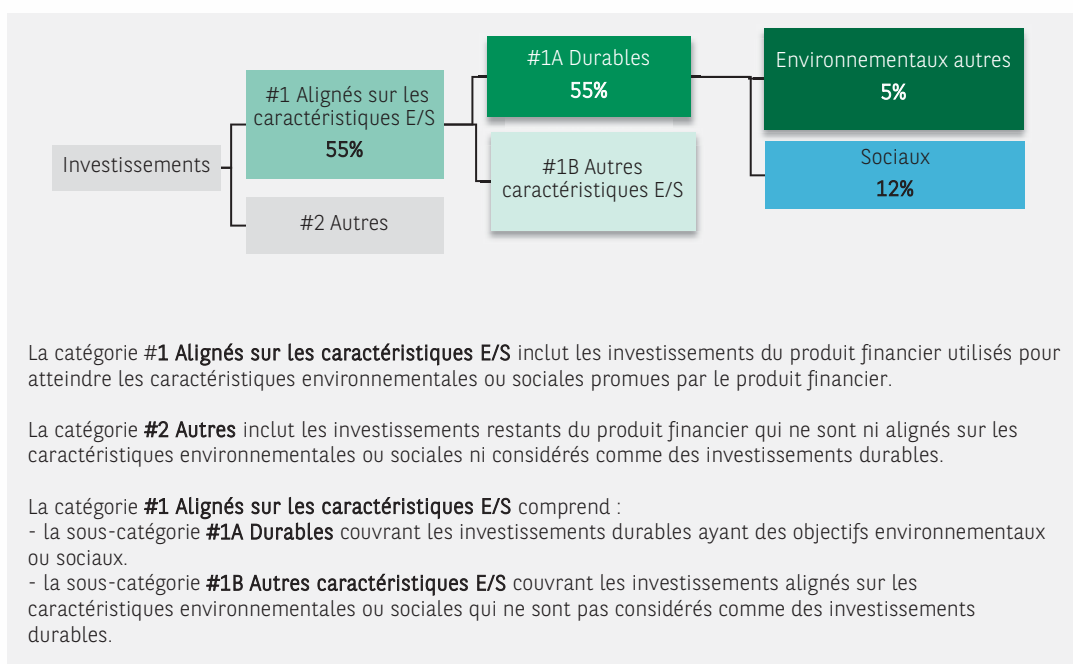 Investissements
#1 Alignés sur les
caractéristiques E/S
55%
#2 Autres
#1A Durables
55%
#1B Autres
caractéristiques E/S
Environnementaux autres
5%
Sociaux
12%
La catégorie #1 Alignés sur les caractéristiques E/S inclut les investissements du produit financier utilisés pour
atteindre les caractéristiques environnementales ou sociales promues par le produit financier.
La catégorie #2 Autres inclut les investissements restants du produit financier qui ne sont ni alignés sur les
caractéristiques environnementales ou sociales ni considérés comme des investissements durables.
La catégorie #1 Alignés sur les caractéristiques E/S comprend :
- la sous-catégorie #1A Durables couvrant les investissements durables ayant des objectifs environnementaux
ou sociaux.
- la sous-catégorie #1B Autres caractéristiques E/S couvrant les investissements alignés sur les
caractéristiques environnementales ou sociales qui ne sont pas considérés comme des investissements
durables.